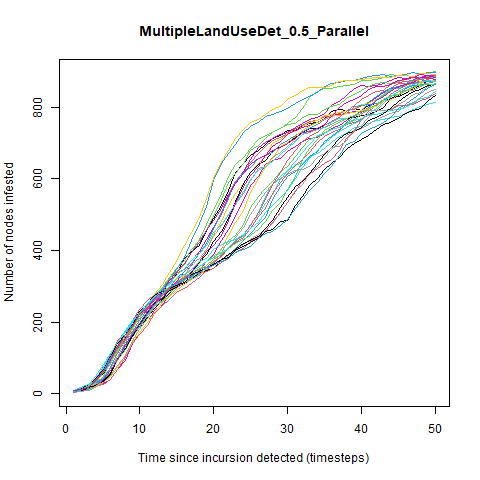 MultipleLandUseDet_0.5_Parallel
Number of nodes infested
800
600
400
200
0
0 10 20 30 40 50
Time since incursion detected (timesteps)